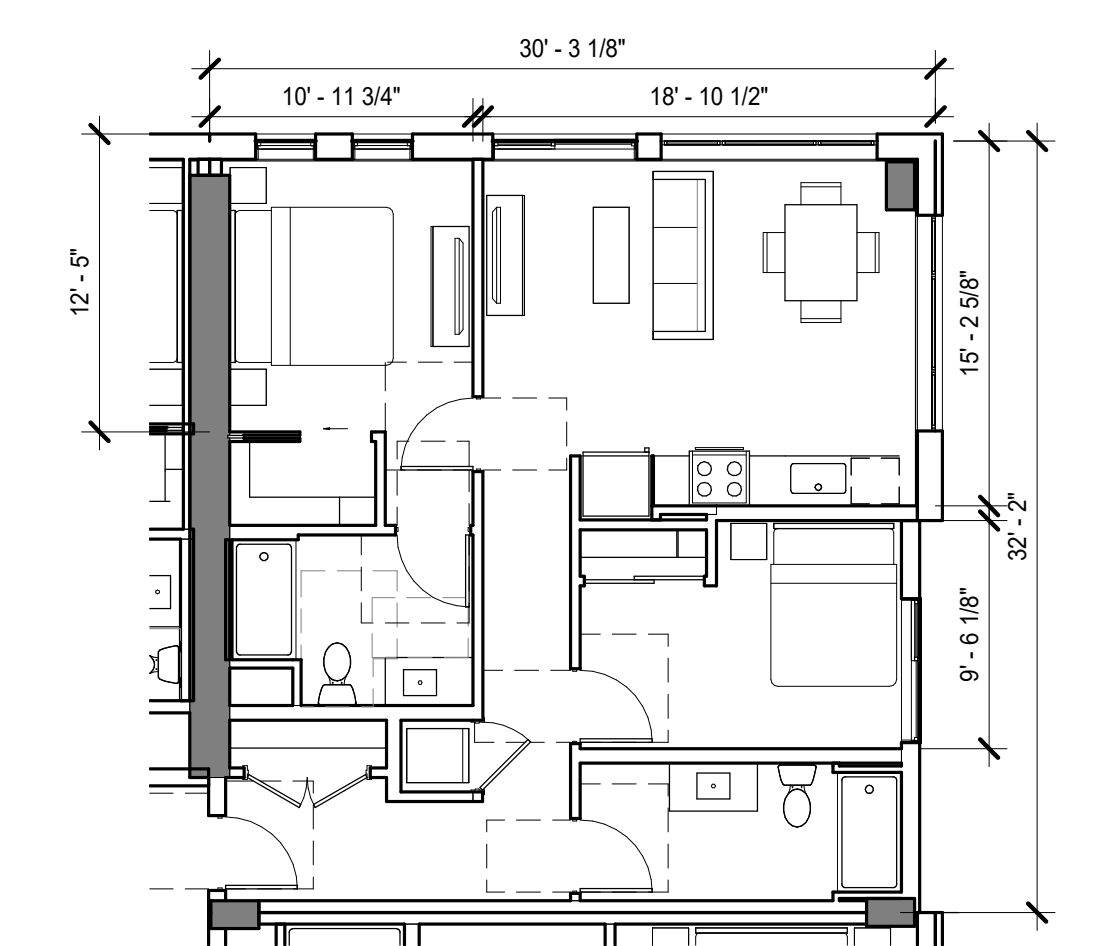 30' - 3 1/8"
10' - 11 3/4"
18' - 10 1/2"
12' - 5"
15' - 2 5/8"
32' - 2"
9' - 6 1/8"